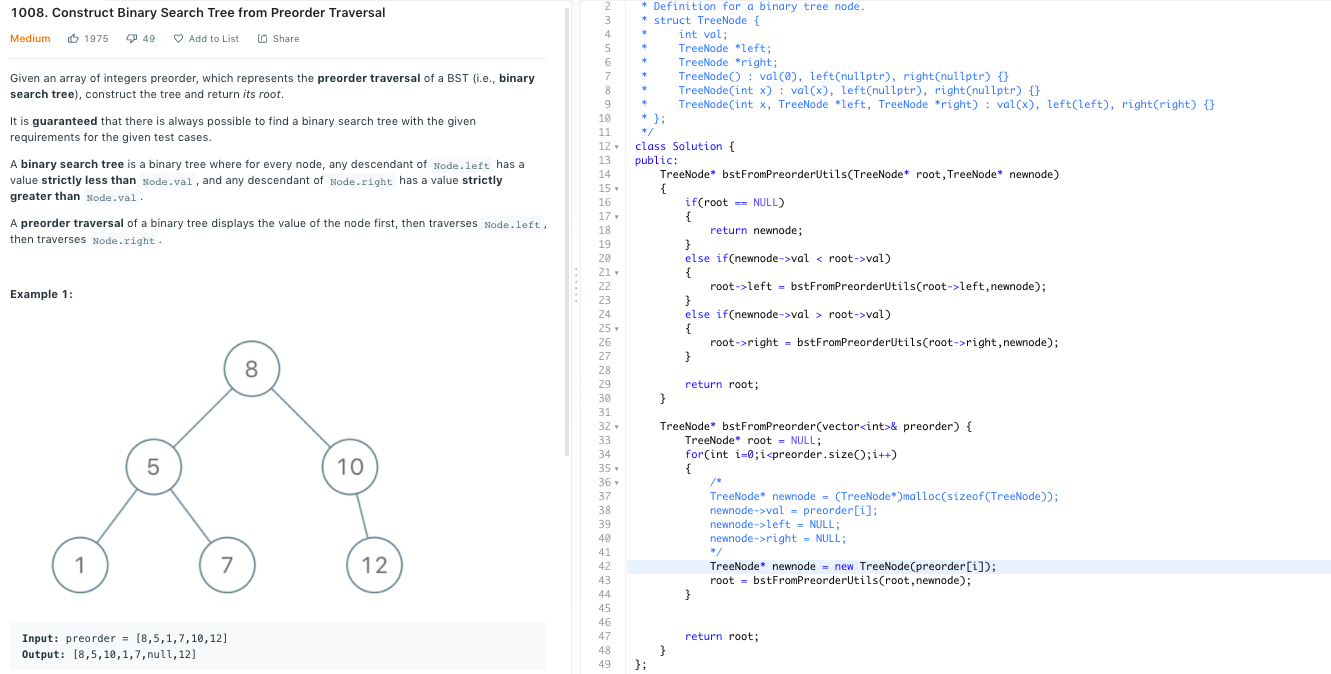 1008. Construct Binary Search Tree from Preorder Traversal
Medium 1975 49 Add to List Share
Given an array of integers preorder, which represents the preorder traversal of a BST (i.e., binary
search tree), construct the tree and return its root.
It is guaranteed that there is always possible to find a binary search tree with the given
requirements for the given test cases.
A binary search tree is a binary tree where for every node, any descendant of Node.left has a
value strictly less than Node.val , and any descendant of Node.right has a value strictly
greater than Node.val .
A preorder traversal of a binary tree displays the value of the node first, then traverses Node.left ,
then traverses Node.right .
Example 1:
8
5 10
1 7 12
Input: preorder = [8,5,1,7,10,12]
Output: [8,5,10,1,7,null,12]
2 * Definition for a binary tree node.
3 * struct TreeNode {
4 *     int val;
5 *     TreeNode *left;
6 *     TreeNode *right;
7 *     TreeNode() : val(0), left(nullptr), right(nullptr) {}
8 *     TreeNode(int x) : val(x), left(nullptr), right(nullptr) {}
9 *     TreeNode(int x, TreeNode *left, TreeNode *right) : val(x), left(left), right(right) {}
10 * };
11 */
12 class Solution {
13 public:
14     TreeNode* bstFromPreorderUtils(TreeNode* root,TreeNode* newnode)
15     {
16         if(root == NULL)
17         {
18             return newnode;
19         }
20         else if(newnode->val < root->val)
21         {
22             root->left = bstFromPreorderUtils(root->left,newnode);
23         }
24         else if(newnode->val > root->val)
25         {
26             root->right = bstFromPreorderUtils(root->right,newnode);
27         }
28
29         return root;
30     }
31
32     TreeNode* bstFromPreorder(vector<int>& preorder) {
33         TreeNode* root = NULL;
34         for(int i=0;i<preorder.size();i++)
35         {
36             /*
37             TreeNode* newnode = (TreeNode*)malloc(sizeof(TreeNode));
38             newnode->val = preorder[i];
39             newnode->left = NULL;
40             newnode->right = NULL;
41             */
42             TreeNode* newnode = new TreeNode(preorder[i]);
43             root = bstFromPreorderUtils(root,newnode);
44         }
45
46
47         return root;
48     }
49 };